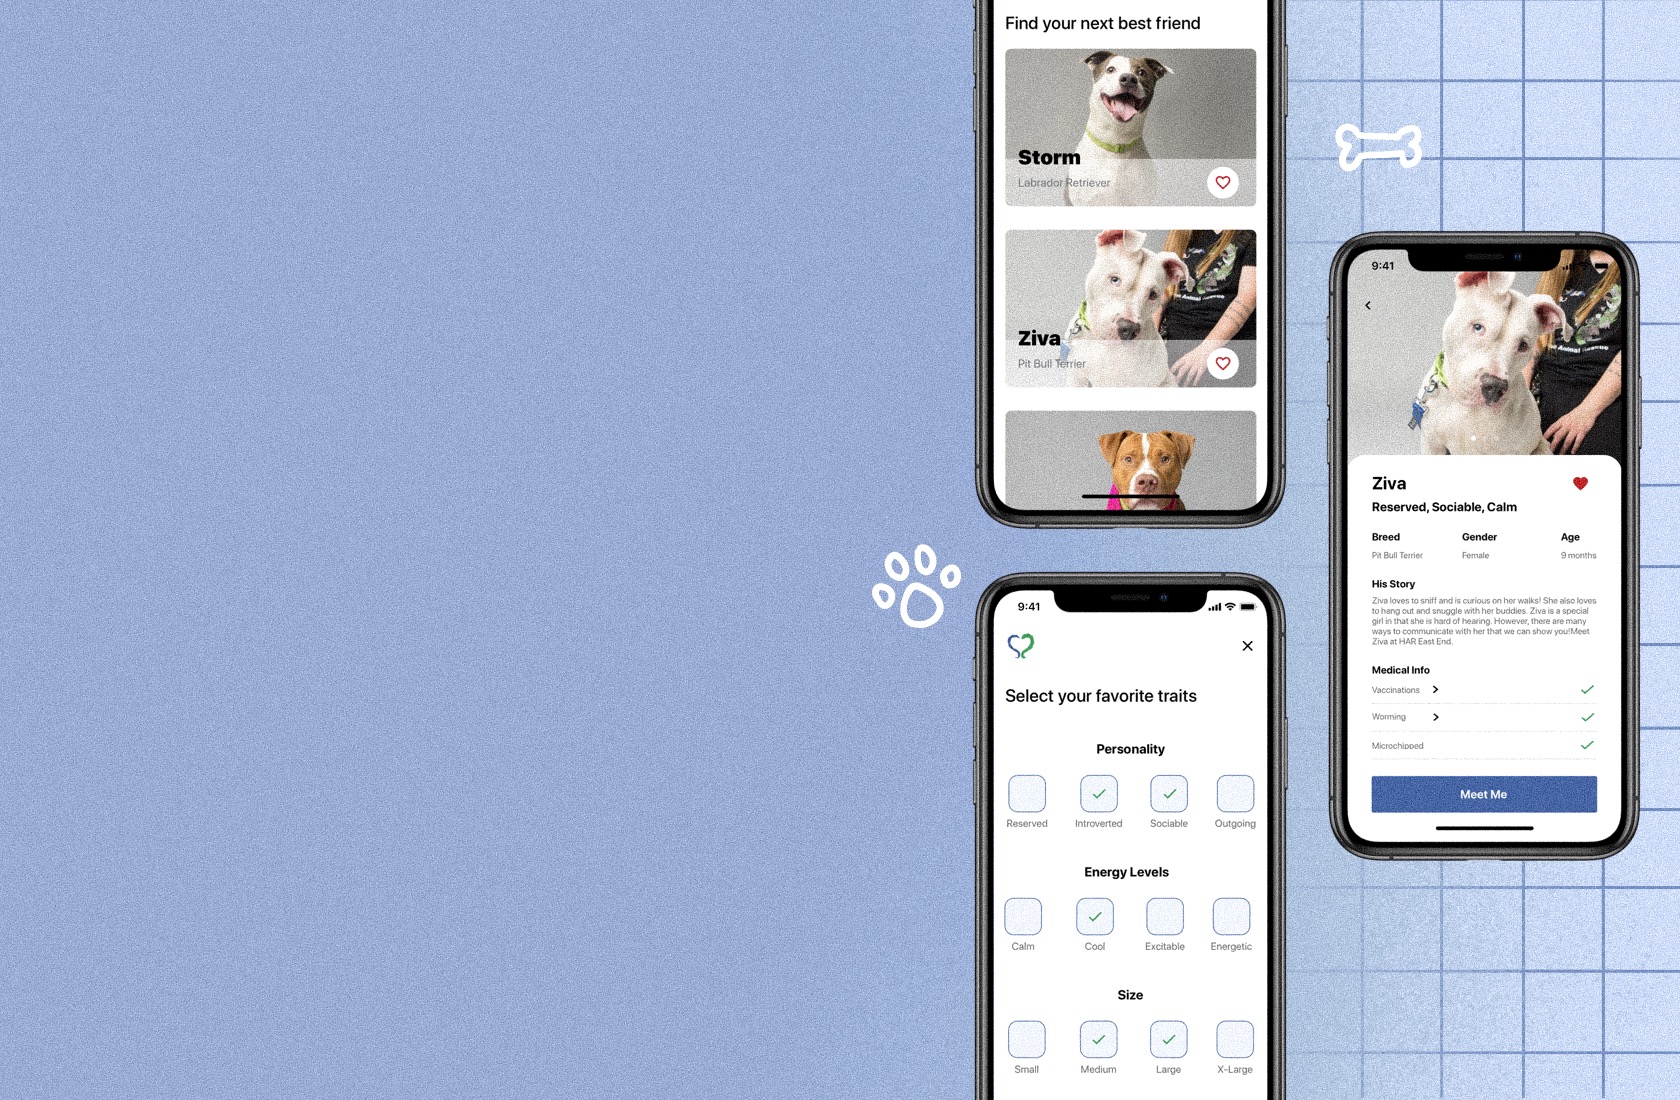 Find your next best friend
Storm
Labrador Retriever
Ziva
Pit Bull Terrier
9:41
Animal Rescue
Ziva
Reserved, Sociable, Calm
Breed Gender Age
Pit Bull Terrier Female 9 months
His Story
Ziva loves to sniff and is curious on her walks! She also loves
to hang out and snuggle with her buddies. Ziva is a special
girl in that she is hard of hearing. However, there are many
ways to communicate with her that we can show you!Meet
Ziva at HAR East End.
Medical Info
Vaccinations
Worming
Microchipped
Meet Me
9:41
Select your favorite traits
Personality
Reserved Introverted Sociable Outgoing
Energy Levels
Calm Cool Excitable Energetic
Size
Small Medium Large X-Large